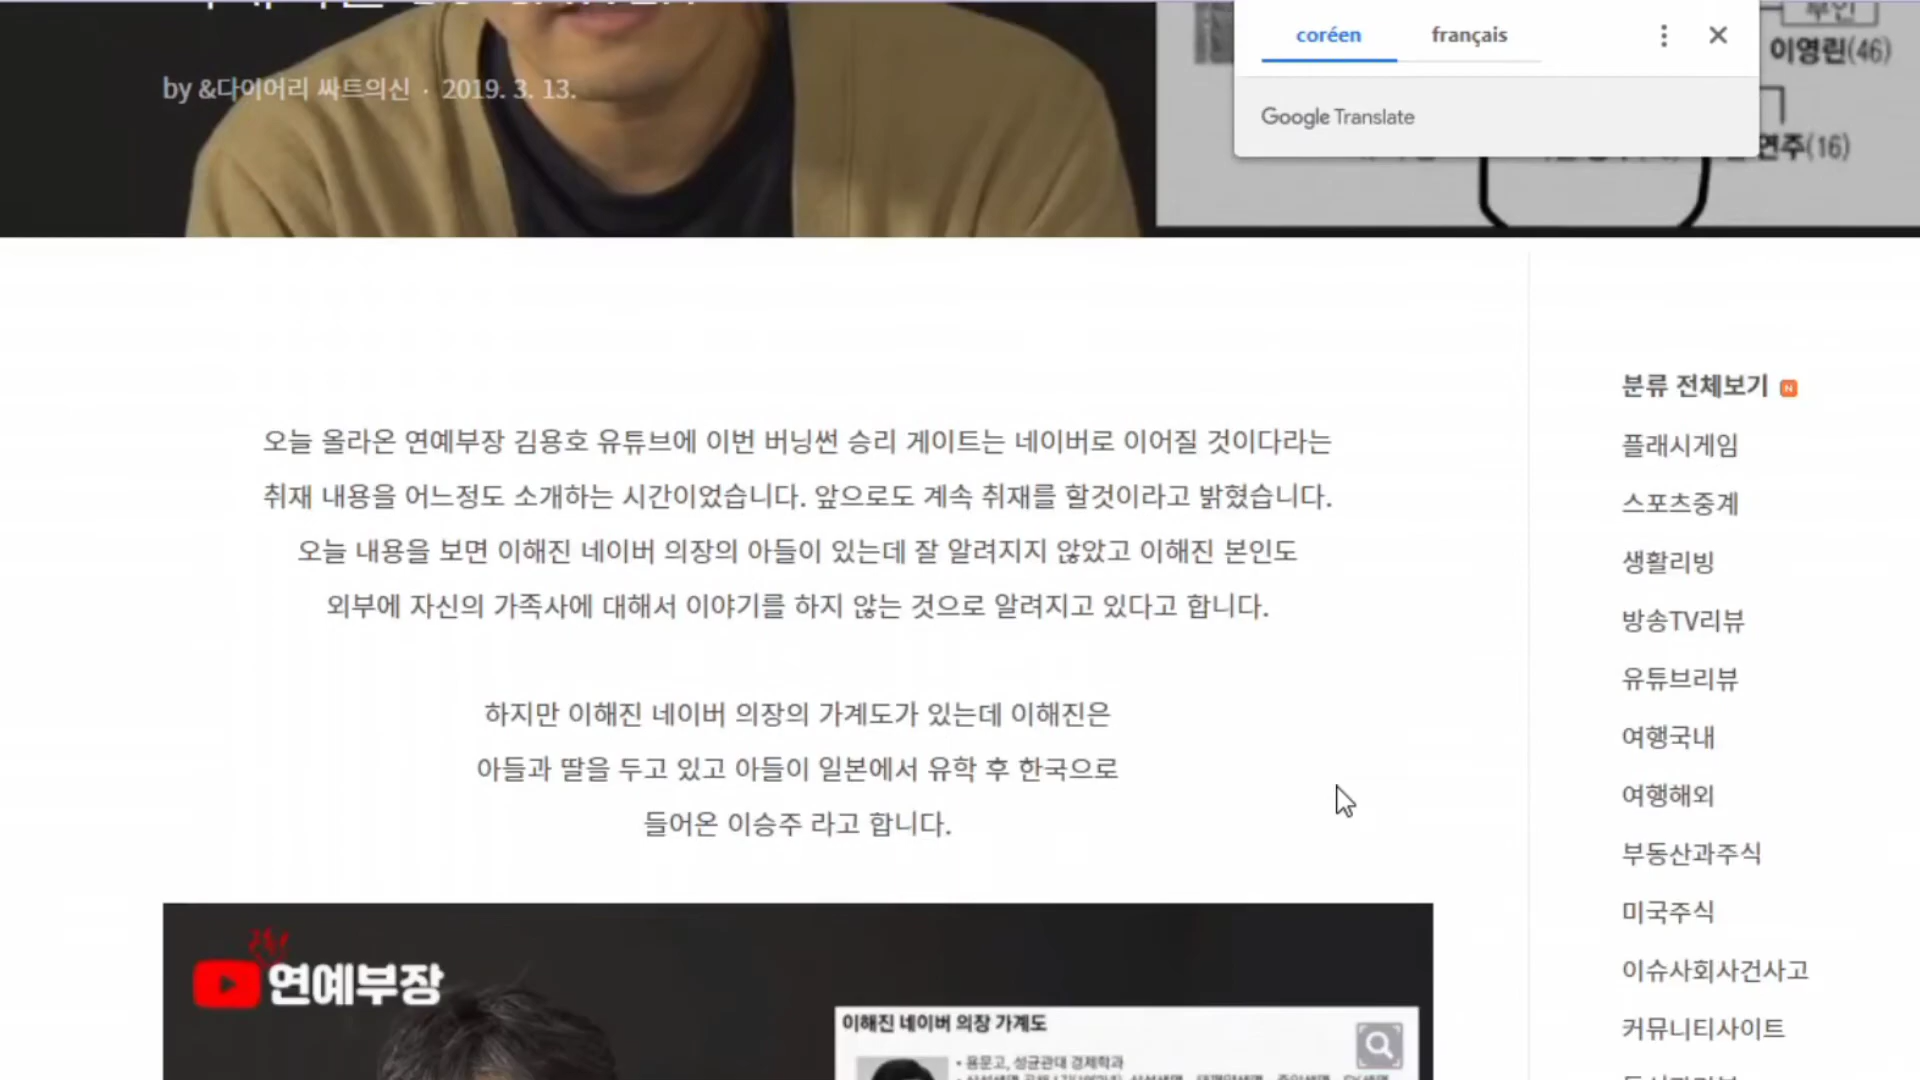 by &다이어리 싸트의신 · 2019. 3. 13.
coréen
français
Google Translate
부인
이영린(46)
연주(16)
오늘 올라온 연예부장 김용호 유튜브에 이번 버닝썬 승리 게이트는 네이버로 이어질 것이다라는
취재 내용을 어느정도 소개하는 시간이었습니다. 앞으로도 계속 취재를 할것이라고 밝혔습니다.
오늘 내용을 보면 이해진 네이버 의장의 아들이 있는데 잘 알려지지 않았고 이해진 본인도
외부에 자신의 가족사에 대해서 이야기를 하지 않는 것으로 알려지고 있다고 합니다.
하지만 이해진 네이버 의장의 가계도가 있는데 이해진은
아들과 딸을 두고 있고 아들이 일본에서 유학 후 한국으로
들어온 이승주 라고 합니다.
연예부장
이해진 네이버 의장 가계도
• 용문고, 성균관대 경제학과
분류 전체보기 N
플래시게임
스포츠중계
생활리빙
방송TV리뷰
유튜브리뷰
여행국내
여행해외
부동산과주식
미국주식
이슈사회사건사고
커뮤니티사이트